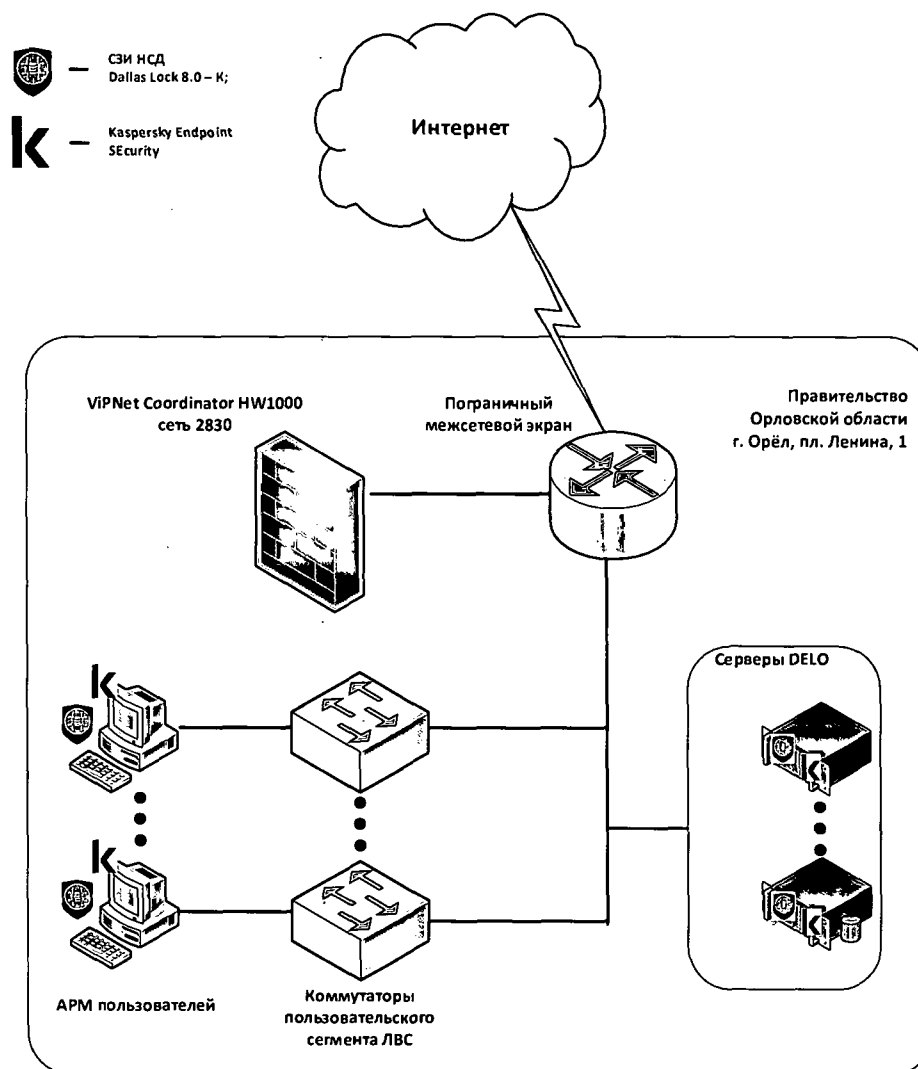 СЗИ НСД
Dallas Lock 8.0 – К;
Kaspersky Endpoint
SEcurity
Интернет
ViPNet Coordinator HW1000
сеть 2830
Пограничный
межсетевой экран
Правительство
Орловской области
г. Орёл, пл. Ленина, 1
Серверы DELO
АРМ пользователей
Коммутаторы
пользовательского
сегмента ЛВС